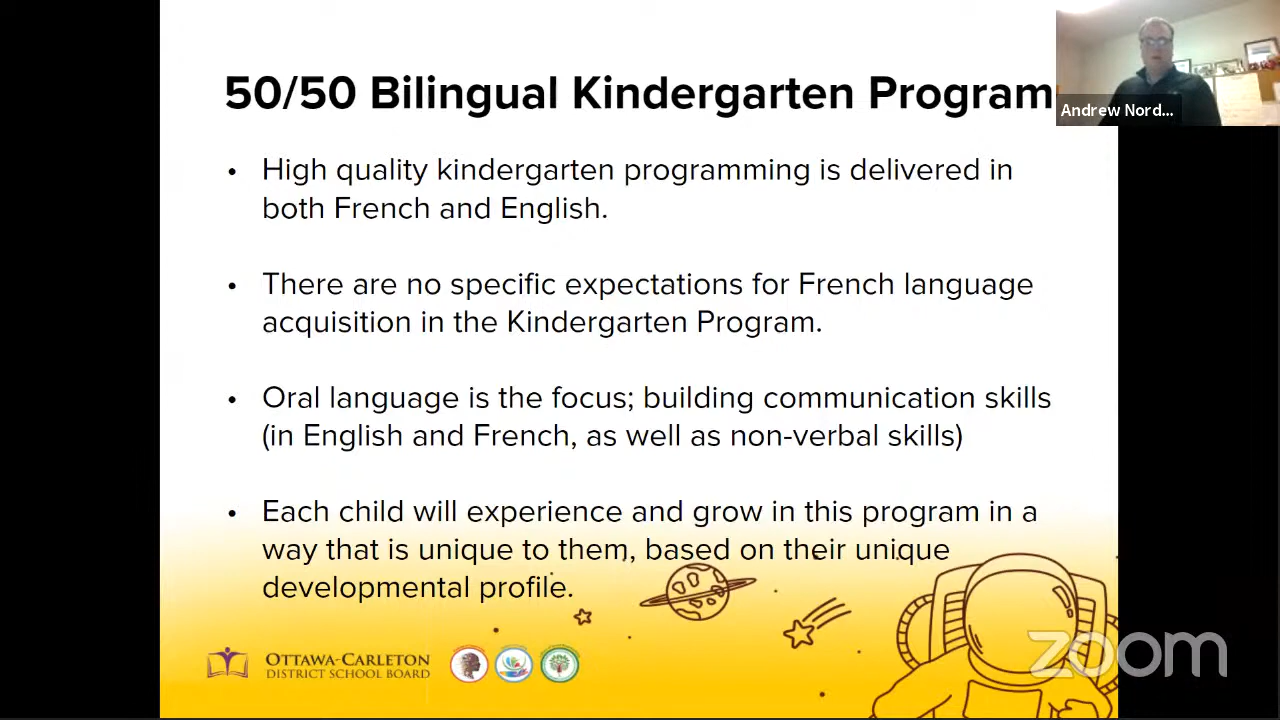 50/50 Bilingual Kindergarten Program
Andrew Nord...
• High quality kindergarten programming is delivered in
both French and English.
• There are no specific expectations for French language
acquisition in the Kindergarten Program.
• Oral language is the focus; building communication skills
(in English and French, as well as non-verbal skills)
• Each child will experience and grow in this program in a
way that is unique to them, based on their unique
developmental profile.
OTTAWA-CARLETON
DISTRICT SCHOOL BOARD
zoom